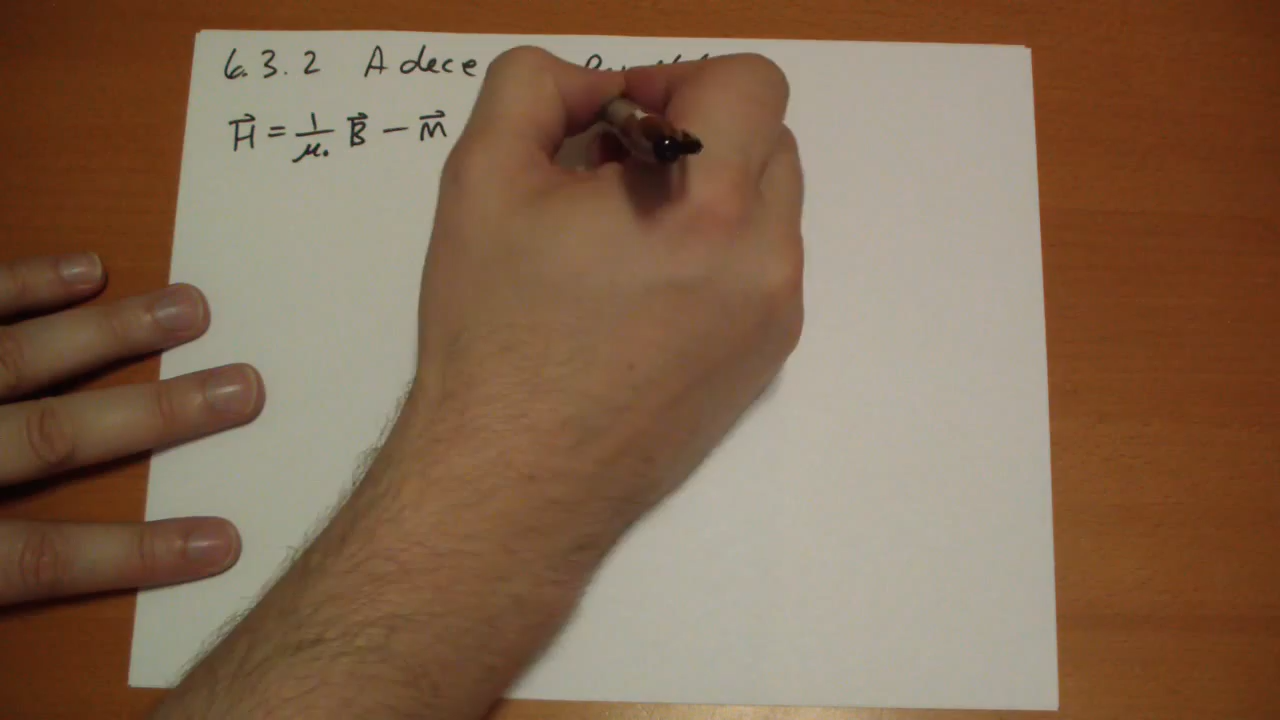 6.3.2 A dece
H⃗ = 1/μ₀ B⃗ − M⃗